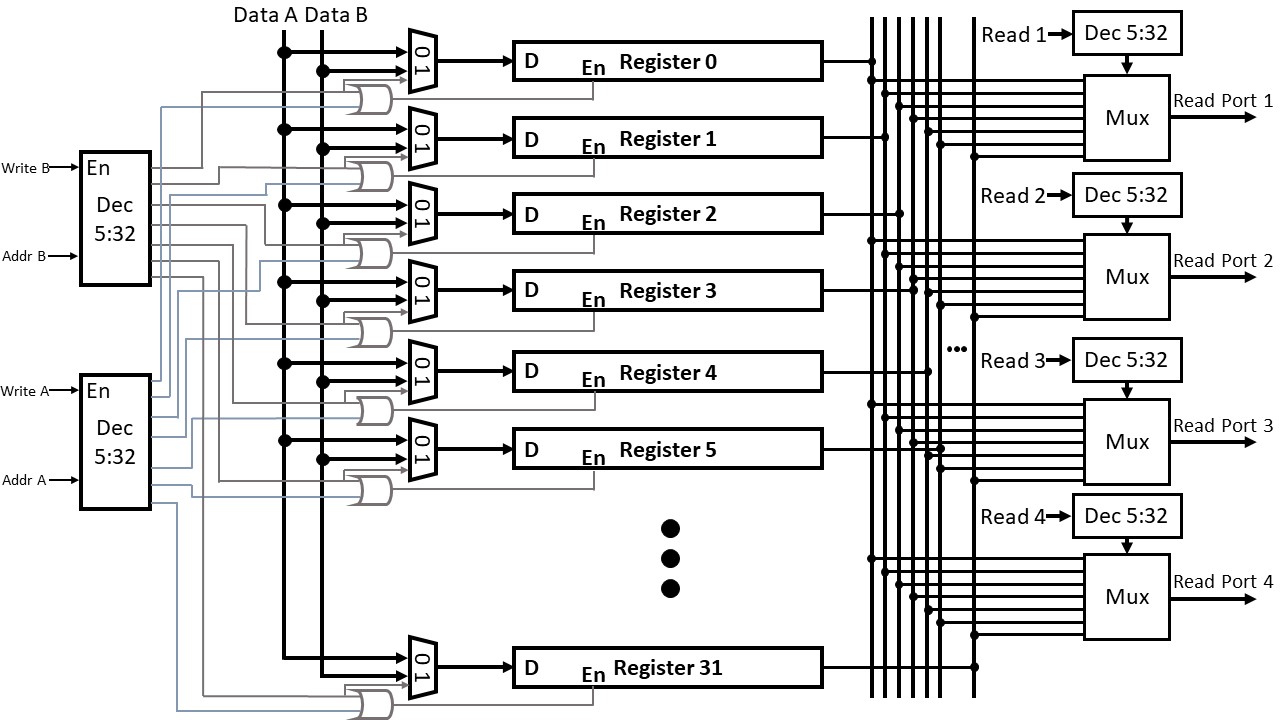 Data A Data B
0 1
D En Register 0
Read 1 Dec 5:32
Mux Read Port 1
0 1
D En Register 1
Write B En
Dec
5:32
Addr B
0 1
D En Register 2
Read 2 Dec 5:32
Mux Read Port 2
0 1
D En Register 3
...
Read 3 Dec 5:32
0 1
D En Register 4
Write A En
Dec
5:32
Addr A
Mux Read Port 3
0 1
D En Register 5
Read 4 Dec 5:32
Mux Read Port 4
0 1
D En Register 31